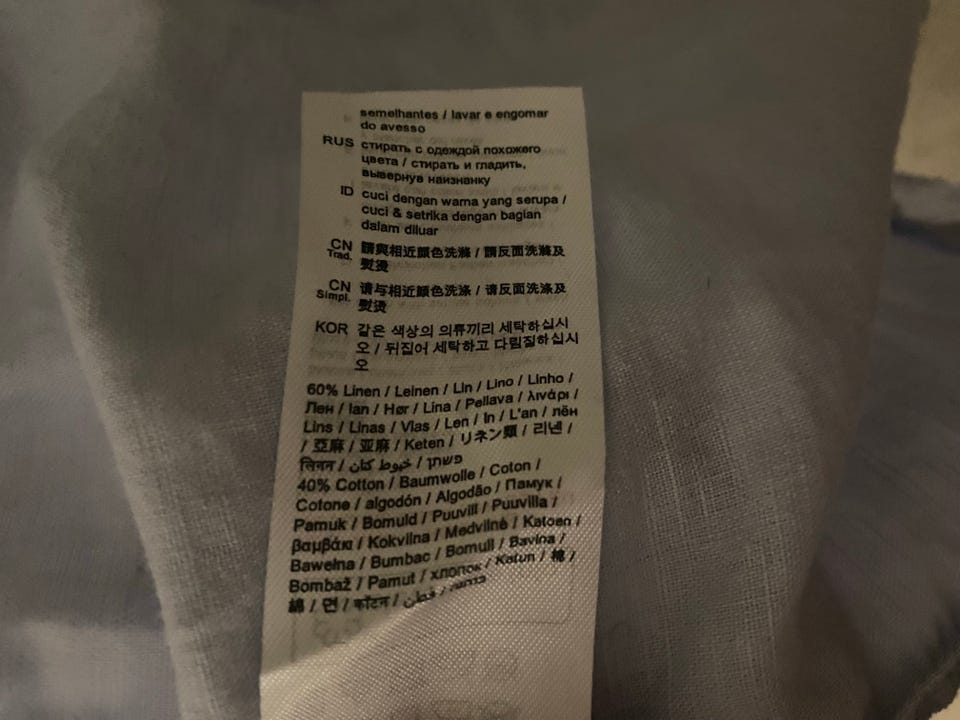 semelhantes / lavar e engomar
do avesso
RUS стирать с одеждой похожего
цвета / стирать и гладить,
вывернув наизнанку
ID cuci dengan warna yang serupa /
cuci & setrika dengan bagian
dalam diluar
CN Trad. 請與相近顏色洗滌 / 請反面洗滌及
熨燙
CN Simpl. 请与相近顏色洗涤 / 请反面洗涤及
熨燙
KOR 같은 색상의 의류끼리 세탁하십시
오 / 뒤집어 세탁하고 다림질하십시
오
60% Linen / Leinen / Lin / Lino / Linho /
Лен / lan / Hør / Lina / Pellava / λινάρι /
Lins / Linas / Vlas / Len / In / L'an / лён
/ 亞麻 / 亚麻 / Keten / リネン類 / 리넨 /
लिनन / خيوط كتان / פשתן
40% Cotton / Baumwolle / Coton /
Cotone / algodón / Algodão / Памук /
Pamuk / Bomuld / Puuvill / Puuvilla /
βαμβάκι / Kokvilna / Medvilnė / Katoen /
Bawełna / Bumbac / Bomull / Bavlna /
Bombaž / Pamut / хлопок / Katun / 棉 /
綿 / 면 / कॉटन / قطن /